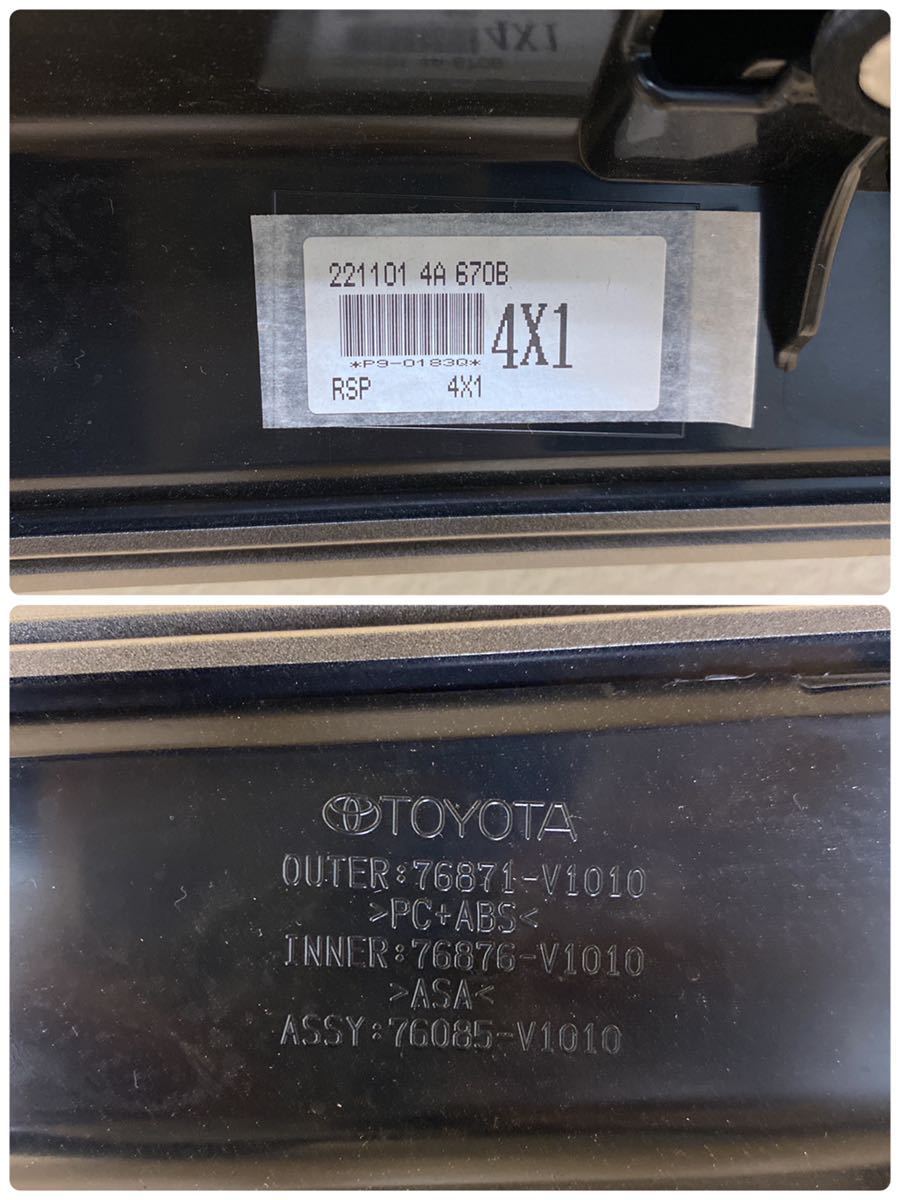 221101 4A 670B
4X1
*P9-0183Q*
RSP 4X1
TOYOTA
OUTER:76871-V1010
>PC+ABS<
INNER:76876-V1010
>ASA<
ASSY:76085-V1010